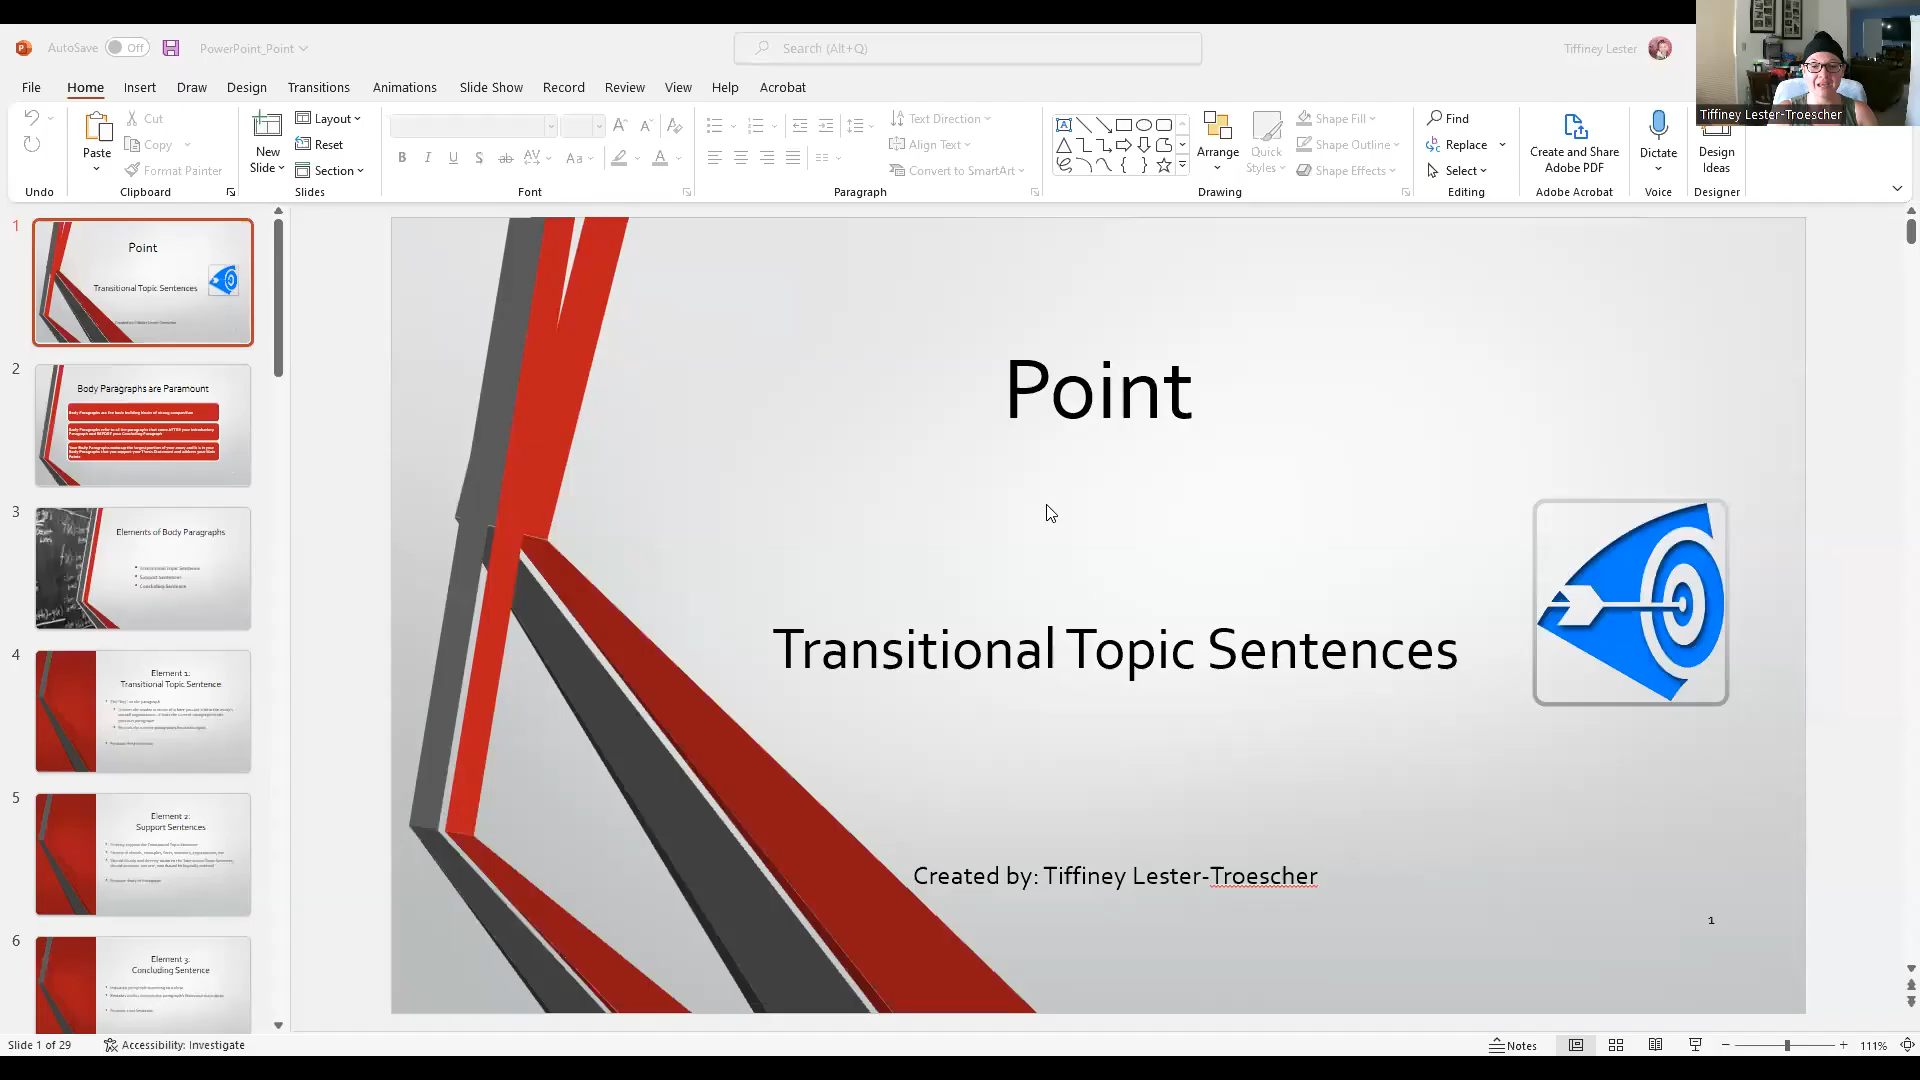 AutoSave Off PowerPoint_Point
Search (Alt+Q)
Tiffiney Lester
File Home Insert Draw Design Transitions Animations Slide Show Record Review View Help Acrobat
Tiffiney Lester-Troescher
Undo
Paste
Cut
Copy
Format Painter
Clipboard
New Slide
Layout
Reset
Section
Slides
Font
Text Direction
Align Text
Convert to SmartArt
Paragraph
Arrange
Quick Styles
Shape Fill
Shape Outline
Shape Effects
Drawing
Find
Replace
Select
Editing
Create and Share
Adobe PDF
Adobe Acrobat
Dictate
Voice
Design
Ideas
Designer
1
Point
Transitional Topic Sentences
2
Body Paragraphs are Paramount
3
Elements of Body Paragraphs
4
Element 1:
Transitional Topic Sentence
5
Element 2:
Support Sentences
6
Element 3:
Concluding Sentence
Point
Transitional Topic Sentences
Created by: Tiffiney Lester-Troescher
1
Slide 1 of 29
Accessibility: Investigate
Notes
111%